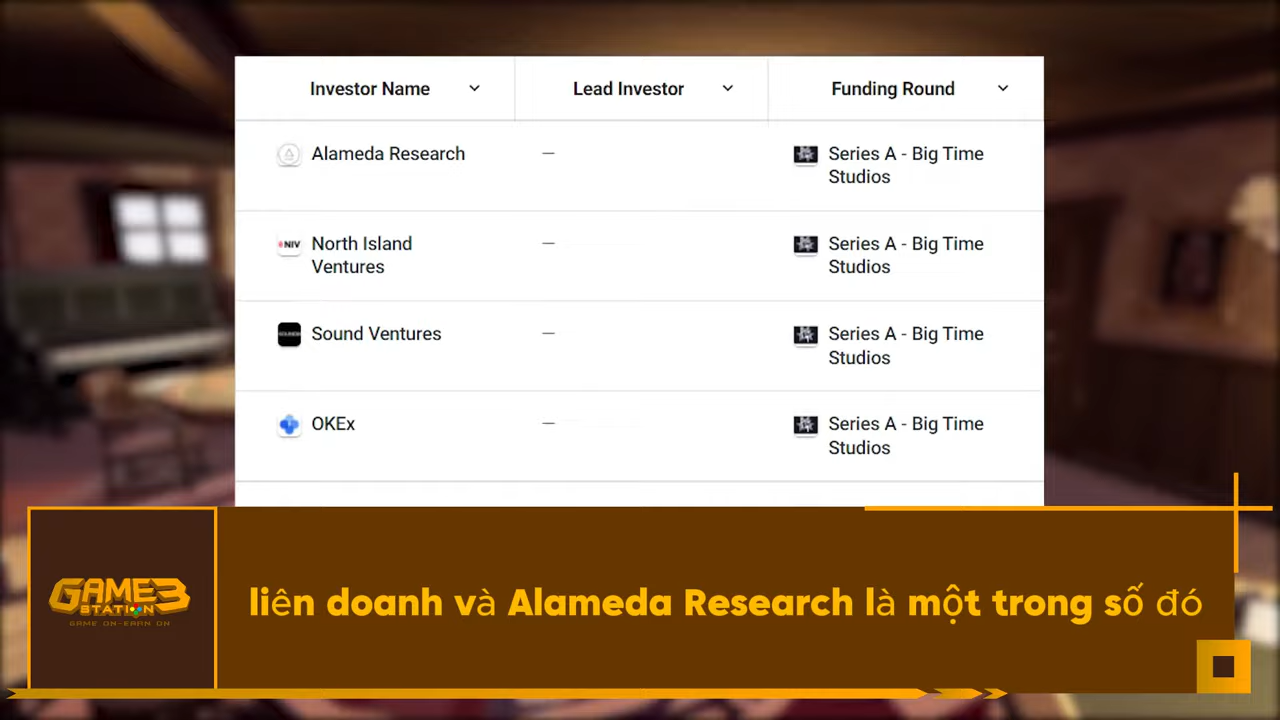 Investor Name
Lead Investor
Funding Round
Alameda Research
—
Series A - Big Time
Studios
North Island
Ventures
—
Series A - Big Time
Studios
Sound Ventures
—
Series A - Big Time
Studios
OKEx
—
Series A - Big Time
Studios
NIV
GAME3
STATION
GAME ON-EARN ON
liên doanh và Alameda Research là một trong số đó